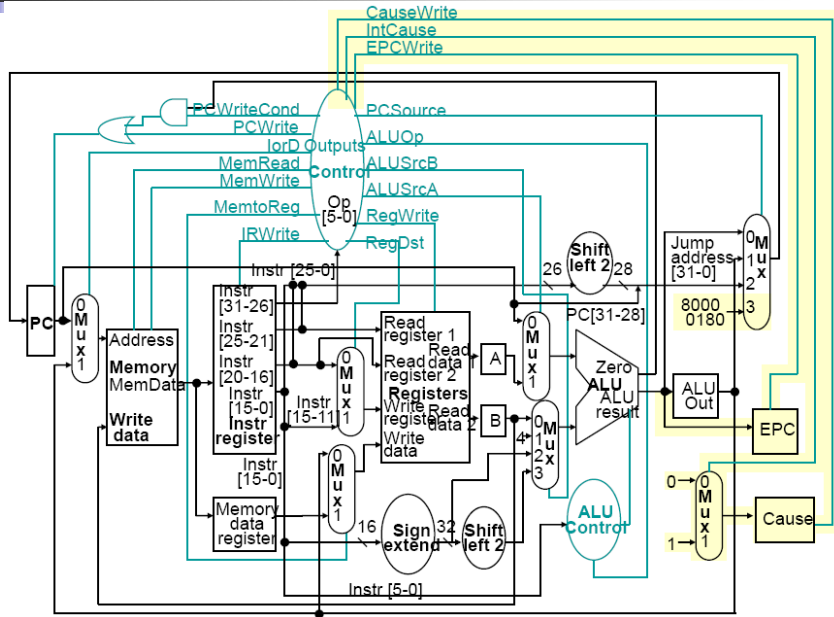 CauseWrite
IntCause
EPCWrite
PCWriteCond
PCSource
PCWrite
ALUOp
IorD Outputs
MemRead
Control
ALUSrcB
MemWrite
ALUSrcA
MemtoReg
Op
[5-0]
RegWrite
IRWrite
RegDst
Instr [25-0]
26
Shift
left 2
28
Jump
address
[31-0]
0
1
2
3
M
u
x
8000
0180
PC[31-28]
PC
0
M
u
x
1
Address
Memory
MemData
Write
data
Instr
[31-26]
Instr
[25-21]
Instr
[20-16]
Instr
[15-0]
Instr
register
Instr
[15-11]
Instr
[15-0]
Memory
data
register
0
M
u
x
1
0
M
u
x
1
Read
register 1
Read
register 2
Registers
Write
register
Write
data
Read
data 1
Read
data 2
A
B
0
M
u
x
1
4
0
1
2
3
M
u
x
Zero
ALU
ALU
result
ALU
Out
EPC
0
1
0
M
u
x
1
Cause
16
Sign
extend
32
Shift
left 2
ALU
Control
Instr [5-0]